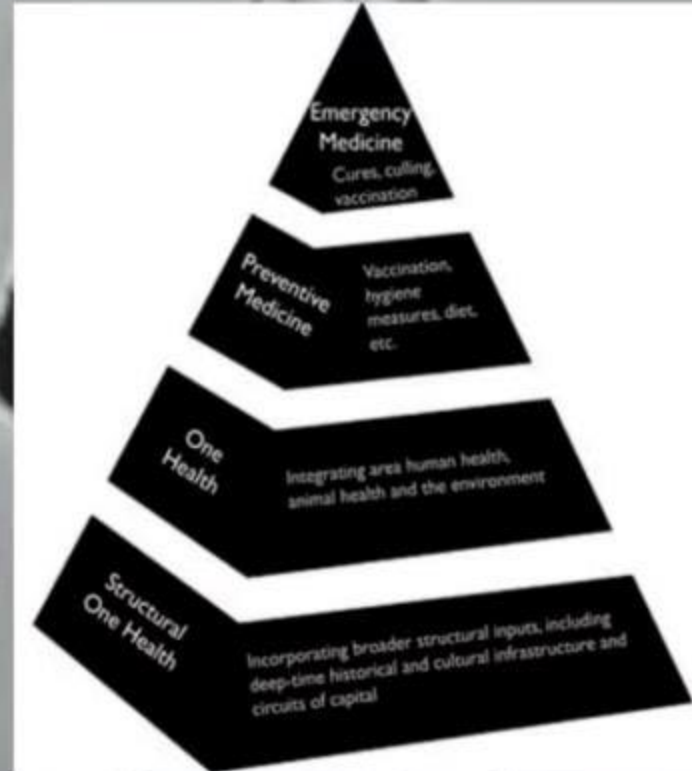 Emergency
Medicine
Cures, culling,
vaccination
Preventive
Medicine
Vaccination,
hygiene
measures, diet,
etc.
One
Health
Integrating area human health,
animal health and the environment
Structural
One Health
Incorporating broader structural inputs, including
deep-time historical and cultural infrastructure and
circuits of capital